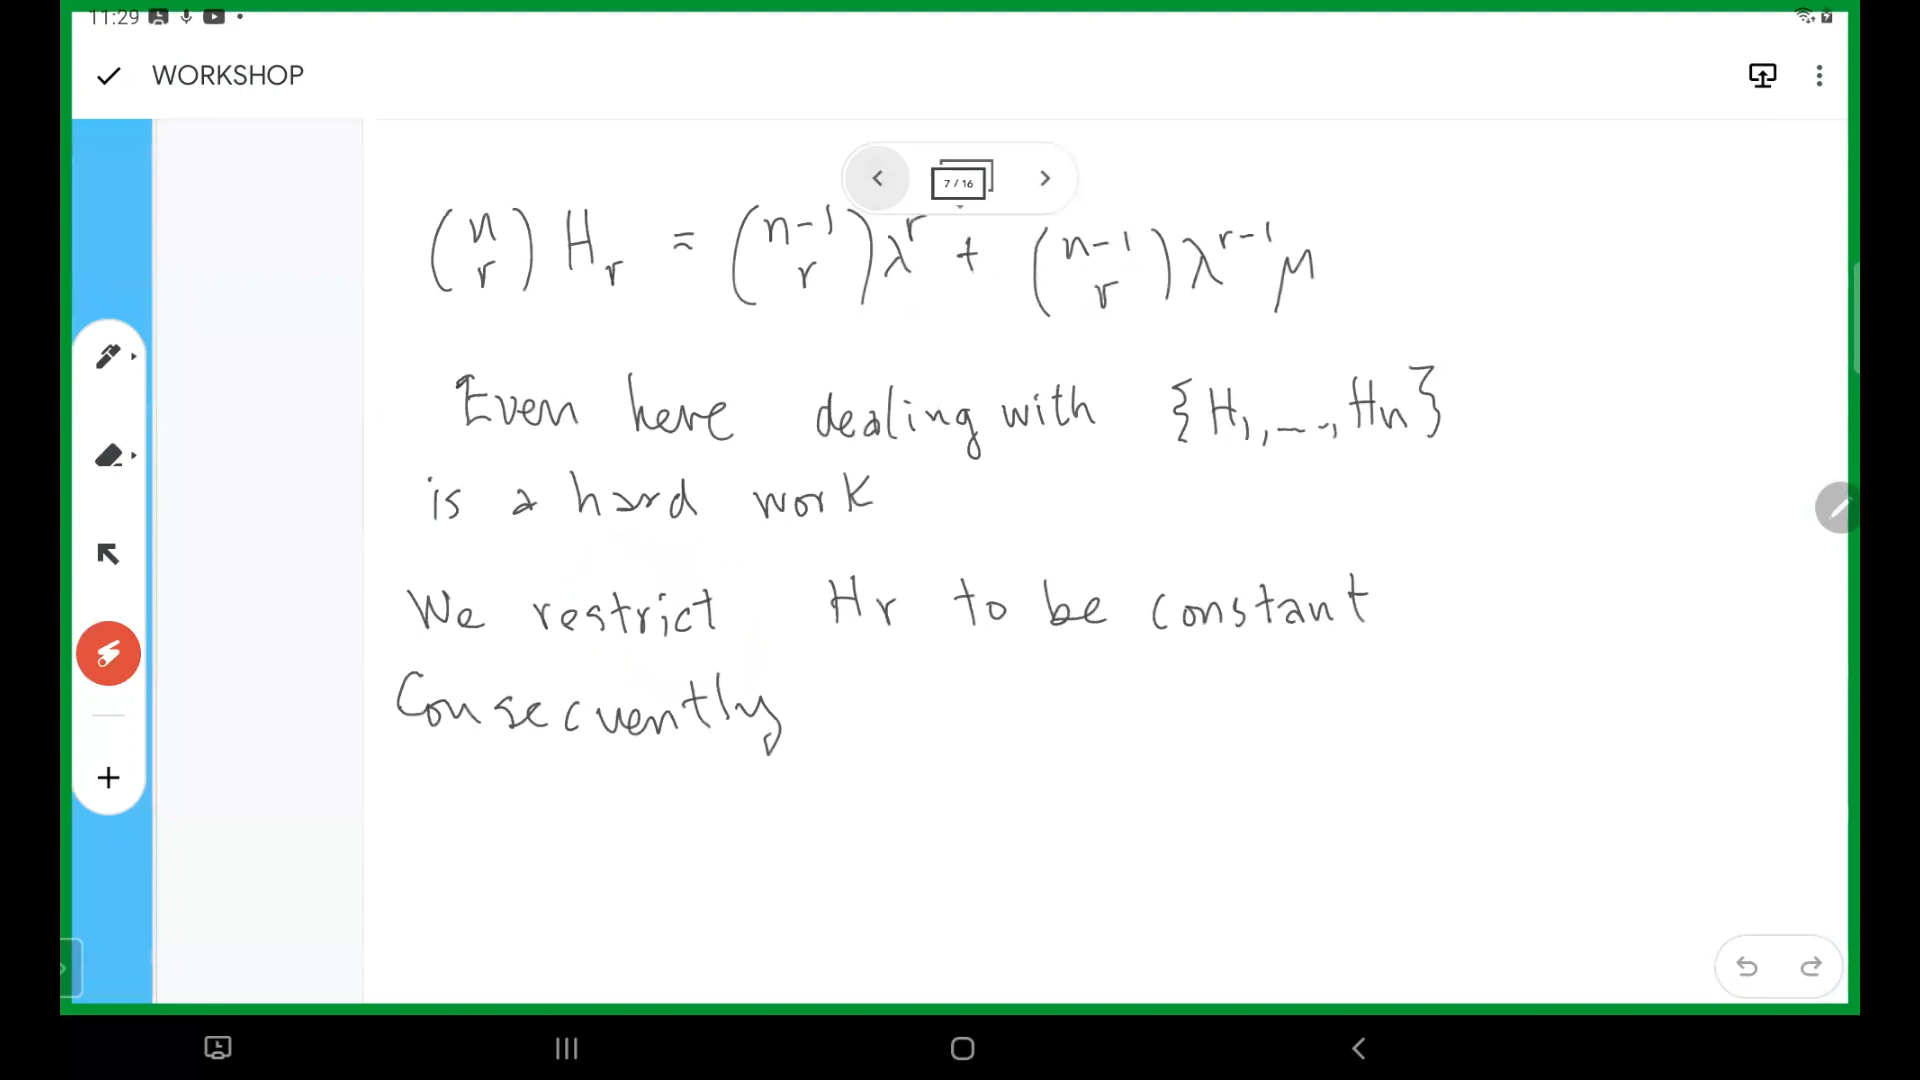 11:29
WORKSHOP
7 / 16
(n r) H_r = (n-1 r) λ^r + (n-1 r) λ^{r-1} μ
Even here dealing with {H_1, ..., H_n}
is a hard work
We restrict Hr to be constant
Consecuently